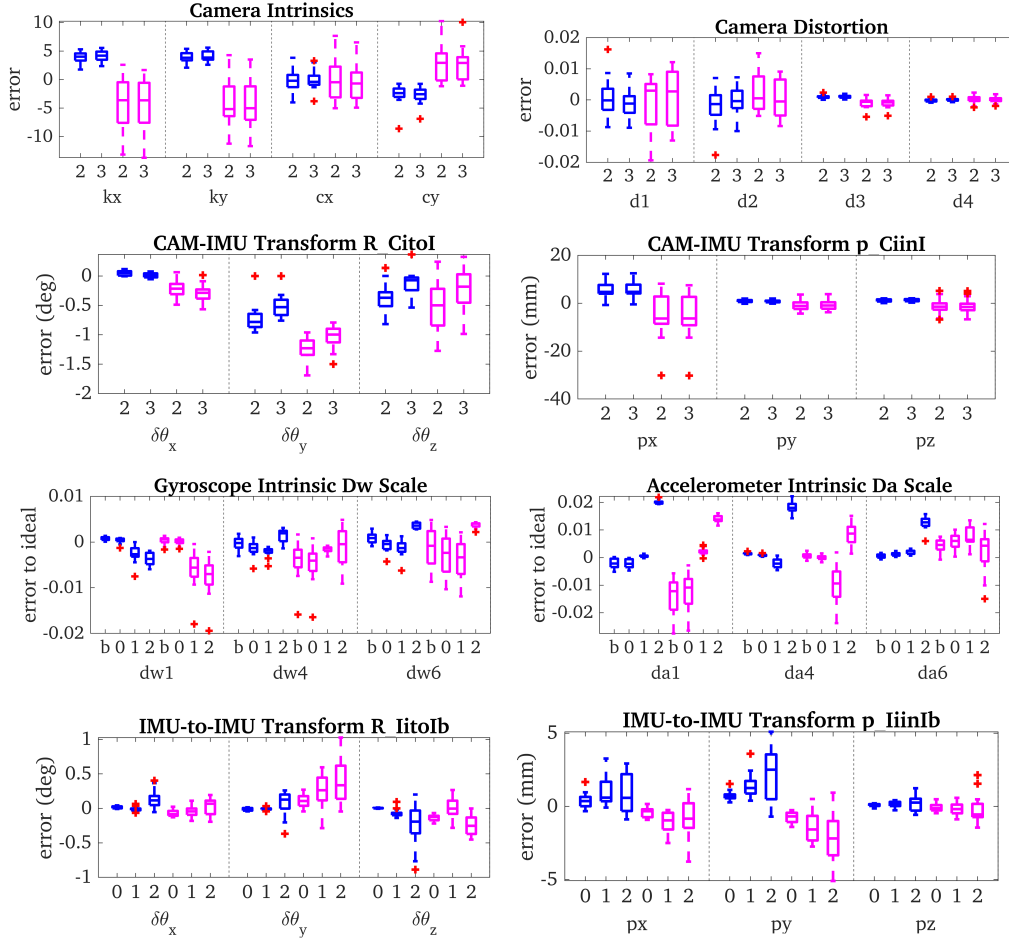 Camera Intrinsics
error
10
5
0
-5
-10
2 3 2 3 2 3 2 3 2 3 2 3 2 3 2 3
kx ky cx cy
Camera Distortion
error
0.02
0.01
0
-0.01
-0.02
2 3 2 3 2 3 2 3 2 3 2 3 2 3 2 3
d1 d2 d3 d4
CAM-IMU Transform R_CitoI
error (deg)
0
-0.5
-1
-1.5
-2
2 3 2 3 2 3 2 3 2 3 2 3
δθx δθy δθz
CAM-IMU Transform p_CiinI
error (mm)
20
0
-20
-40
2 3 2 3 2 3 2 3 2 3 2 3
px py pz
Gyroscope Intrinsic Dw Scale
error to ideal
0.01
0
-0.01
-0.02
b 0 1 2 b 0 1 2 b 0 1 2 b 0 1 2 b 0 1 2 b 0 1 2
dw1 dw4 dw6
Accelerometer Intrinsic Da Scale
error to ideal
0.02
0.01
0
-0.01
-0.02
b 0 1 2 b 0 1 2 b 0 1 2 b 0 1 2 b 0 1 2 b 0 1 2
da1 da4 da6
IMU-to-IMU Transform R_IitoIb
error (deg)
1
0.5
0
-0.5
-1
0 1 2 0 1 2 0 1 2 0 1 2 0 1 2 0 1 2
δθx δθy δθz
IMU-to-IMU Transform p_IiinIb
error (mm)
5
0
-5
0 1 2 0 1 2 0 1 2 0 1 2 0 1 2 0 1 2
px py pz